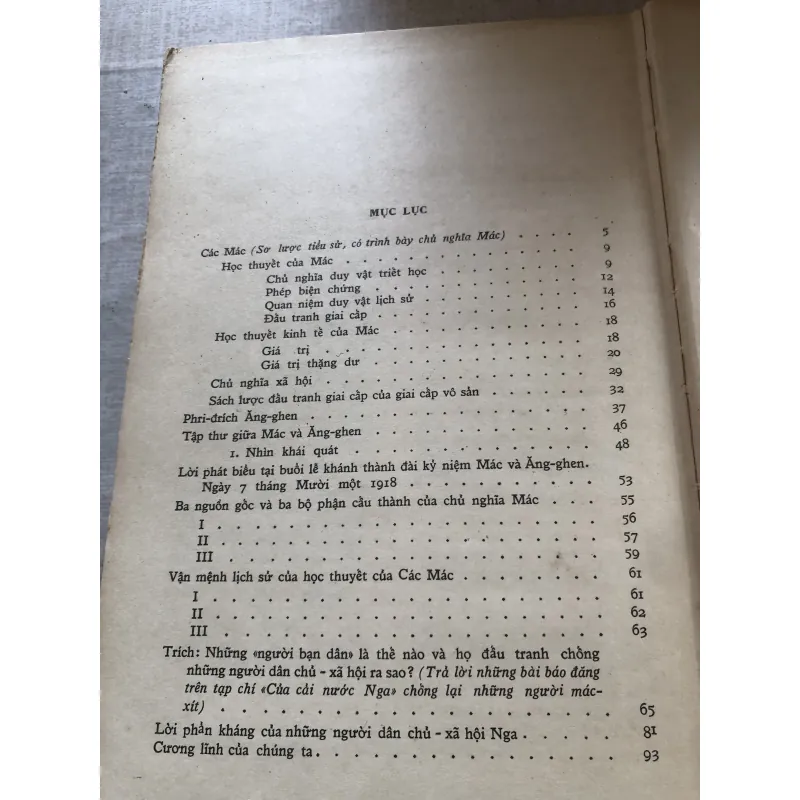 MỤC LỤC
Các Mác (Sơ lược tiểu sử, có trình bày chủ nghĩa Mác) . . . . 5
Học thuyết của Mác . . . . . . . . . . . . . 9
Chủ nghĩa duy vật triết học . . . . . . . . . 9
Phép biện chứng . . . . . . . . . . . . 12
Quan niệm duy vật lịch sử . . . . . . . . . 14
Đấu tranh giai cấp . . . . . . . . . . . 16
Học thuyết kinh tế của Mác . . . . . . . . . . 18
Giá trị . . . . . . . . . . . . . . 18
Giá trị thặng dư . . . . . . . . . . . . 20
Chủ nghĩa xã hội . . . . . . . . . . . . . 29
Sách lược đấu tranh giai cấp của giai cấp vô sản . . . . . . 32
Phri-đrích Ăng-ghen . . . . . . . . . . . . . . 37
Tập thư giữa Mác và Ăng-ghen . . . . . . . . . . . 46
1. Nhìn khái quát . . . . . . . . . . . . 48
Lời phát biểu tại buổi lễ khánh thành đài kỷ niệm Mác và Ăng-ghen.
Ngày 7 tháng Mười một 1918 . . . . . . . . . . 53
Ba nguồn gốc và ba bộ phận cấu thành của chủ nghĩa Mác . . . 55
I . . . . . . . . . . . . . . . . . . 56
II . . . . . . . . . . . . . . . . . . 57
III . . . . . . . . . . . . . . . . . . 59
Vận mệnh lịch sử của học thuyết của Các Mác . . . . . . . . 61
I . . . . . . . . . . . . . . . . . . 61
II . . . . . . . . . . . . . . . . . . 62
III . . . . . . . . . . . . . . . . . . 63
Trích: Những «người bạn dân» là thế nào và họ đấu tranh chống
những người dân chủ - xã hội ra sao? (Trả lời những bài báo đăng
trên tạp chí «Của cải nước Nga» chống lại những người mác-
xít) . . . . . . . . . . . . . . . . . . 65
Lời phản kháng của những người dân chủ - xã hội Nga . . . . . 81
Cương lĩnh của chúng ta . . . . . . . . . . . . . . 93